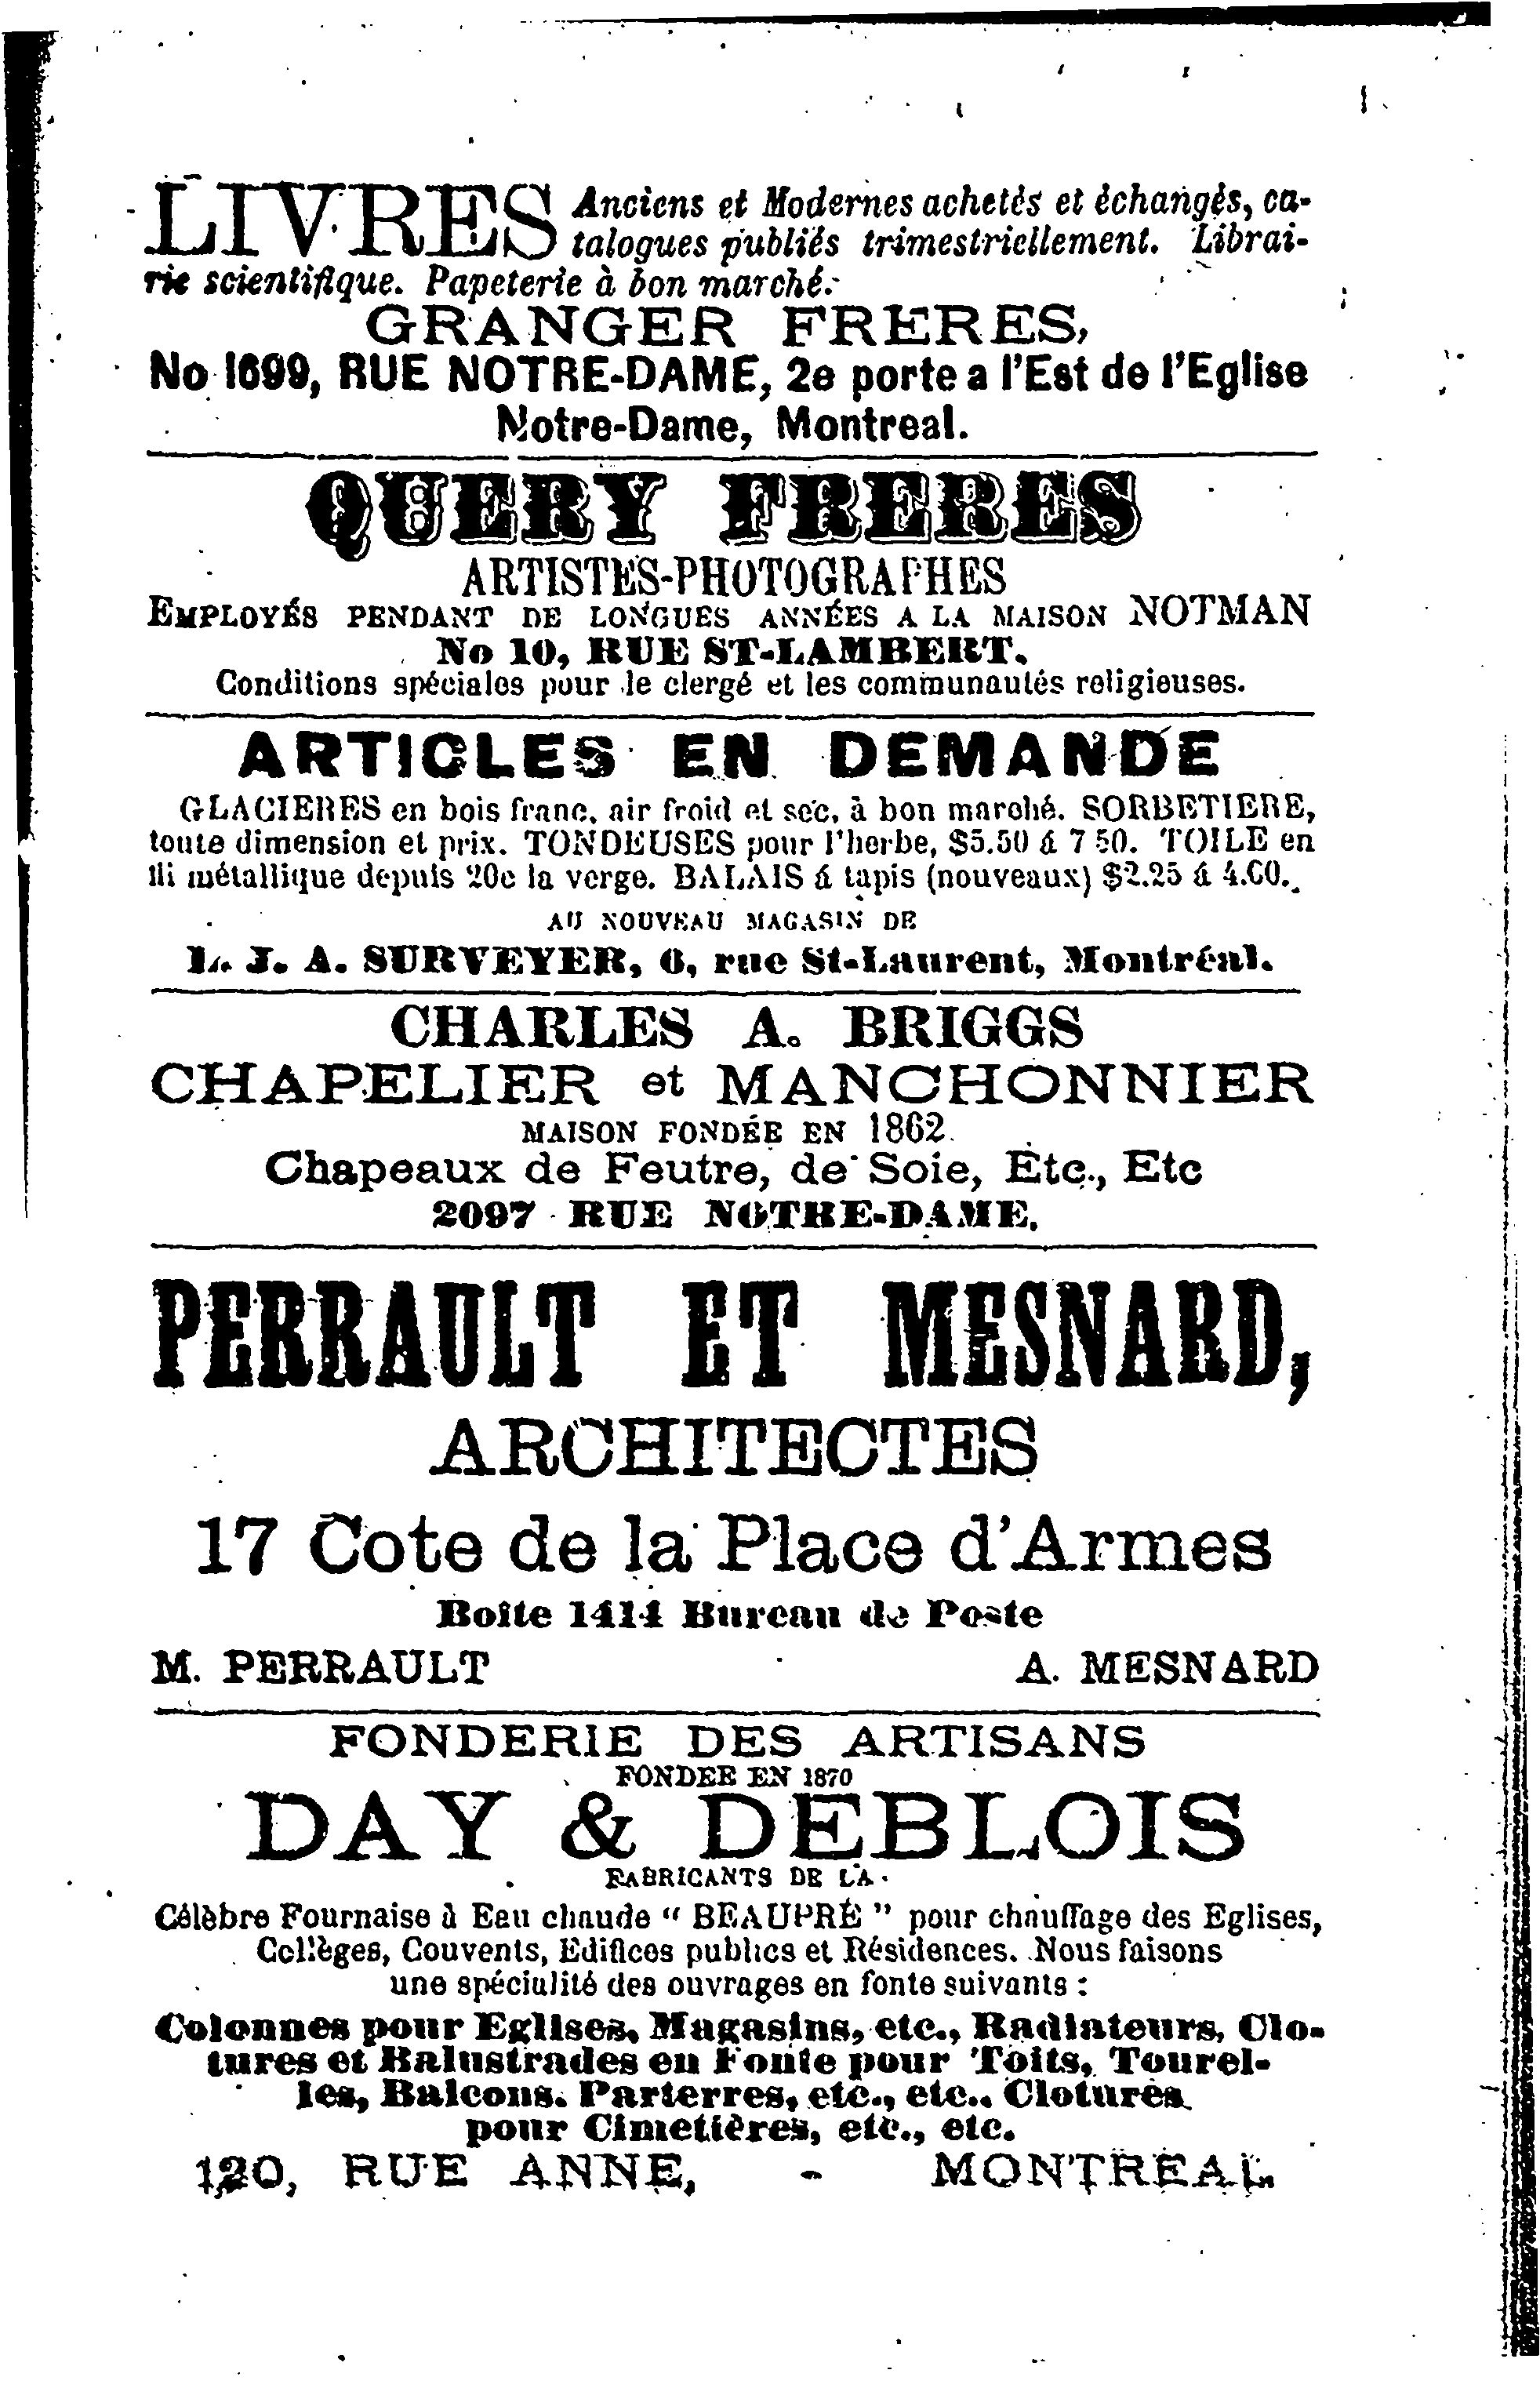 LIVRES Anciens et Modernes achetés et échangés, ca-
talogues publiés trimestriellement. Librai-
rie scientifique. Papeterie à bon marché.
GRANGER FRERES,
No 1699, RUE NOTRE-DAME, 2e porte a l'Est de l'Eglise
Notre-Dame, Montreal.
QUERY FRERES
ARTISTES-PHOTOGRAPHES
EMPLOYÉS PENDANT DE LONGUES ANNÉES A LA MAISON NOTMAN
No 10, RUE ST-LAMBERT.
Conditions spéciales pour le clergé et les communautés religieuses.
ARTICLES EN DEMANDE
GLACIERES en bois franc, air froid et sec, à bon marché. SORBETIERE,
toute dimension et prix. TONDEUSES pour l'herbe, $5.50 á 7 50. TOILE en
fil métallique depuis 20c la verge. BALAIS á tapis (nouveaux) $2.25 á 4.00.
AU NOUVEAU MAGASIN DE
L. J. A. SURVEYER, 6, rue St-Laurent, Montréal.
CHARLES A. BRIGGS
CHAPELIER et MANCHONNIER
MAISON FONDÉE EN 1862.
Chapeaux de Feutre, de Soie, Etc., Etc
2097 RUE NOTRE-DAME.
PERRAULT ET MESNARD,
ARCHITECTES
17 Cote de la Place d'Armes
Boîte 1414 Bureau de Poste
M. PERRAULT A. MESNARD
FONDERIE DES ARTISANS
FONDEE EN 1870
DAY & DEBLOIS
FABRICANTS DE LA
Célèbre Fournaise à Eau chaude " BEAUPRÉ " pour chauffage des Eglises,
Collèges, Couvents, Edifices publics et Résidences. Nous faisons
une spécialité des ouvrages en fonte suivants :
Colonnes pour Eglises, Magasins, etc., Radiateurs, Clo-
tures et Balustrades en Fonte pour Toits, Tourel-
les, Balcons. Parterres, etc., etc.. Clotures
pour Cimetières, etc., etc.
120, RUE ANNE, - MONTREAL